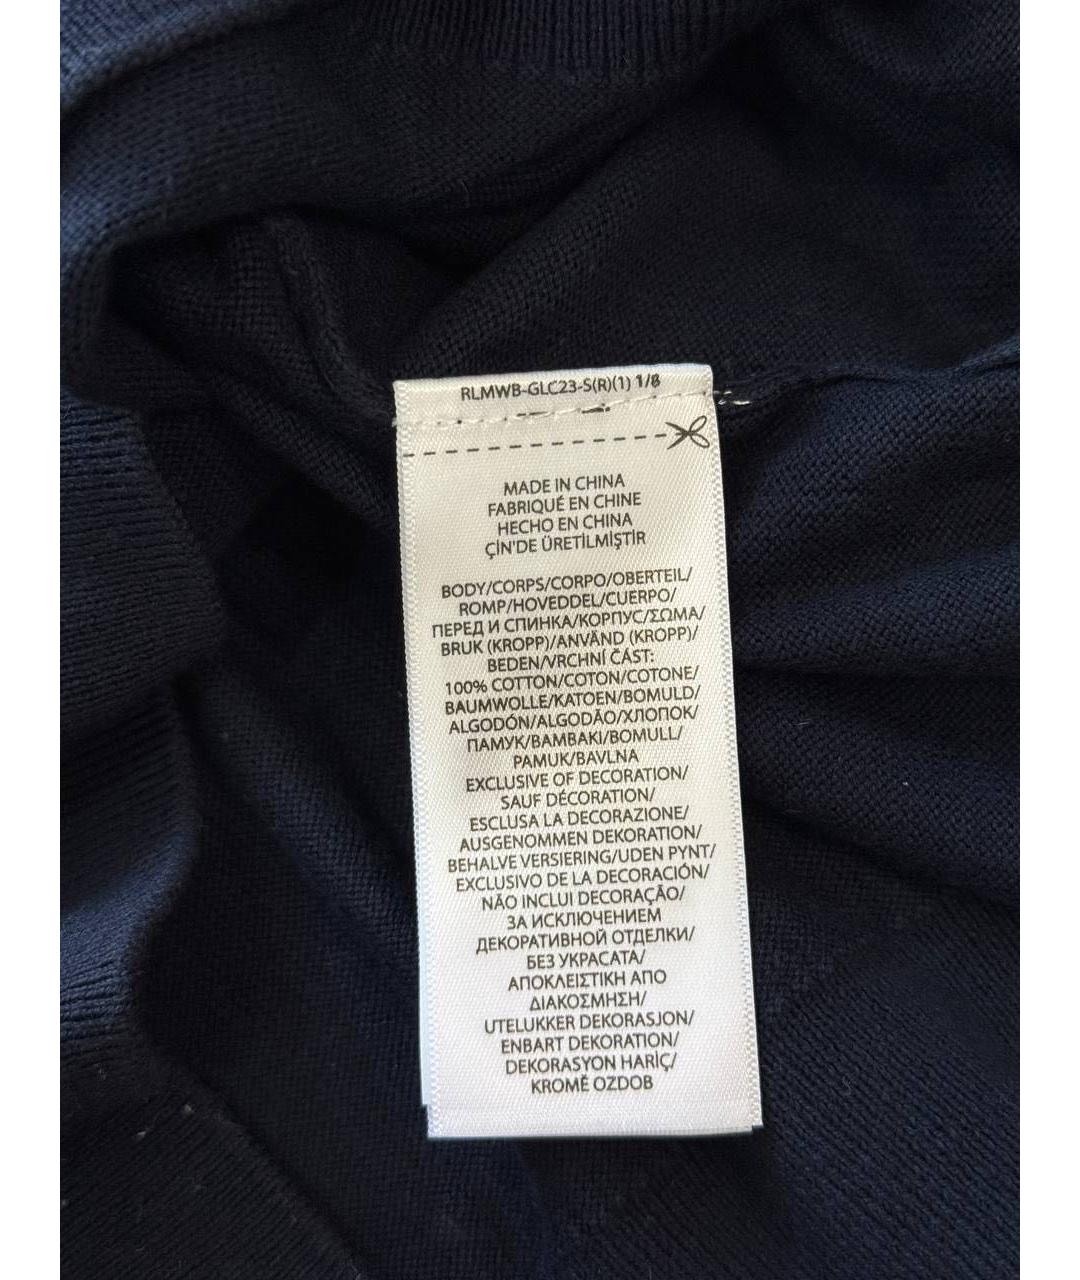 RLMWB-GLC23-S(R)(1) 1/8
MADE IN CHINA
FABRIQUÉ EN CHINE
HECHO EN CHINA
ÇİN'DE ÜRETİLMİŞTİR
BODY/CORPS/CORPO/OBERTEIL/
ROMP/HOVEDDEL/CUERPO/
ПЕРЕД И СПИНКА/КОРПУС/ΣΩΜΑ/
BRUK (KROPP)/ANVÄND (KROPP)/
BEDEN/VRCHNÍ ČÁST:
100% COTTON/COTON/COTONE/
BAUMWOLLE/KATOEN/BOMULD/
ALGODÓN/ALGODÃO/ХЛОПОК/
ПАМУК/ΒΑΜΒΑΚΙ/BOMULL/
PAMUK/BAVLNA
EXCLUSIVE OF DECORATION/
SAUF DÉCORATION/
ESCLUSA LA DECORAZIONE/
AUSGENOMMEN DEKORATION/
BEHALVE VERSIERING/UDEN PYNT/
EXCLUSIVO DE LA DECORACIÓN/
NÃO INCLUI DECORAÇÃO/
ЗА ИСКЛЮЧЕНИЕМ
ДЕКОРАТИВНОЙ ОТДЕЛКИ/
БЕЗ УКРАСАТА/
ΑΠΟΚΛΕΙΣΤΙΚΗ ΑΠΟ
ΔΙΑΚΟΣΜΗΣΗ/
UTELUKKER DEKORASJON/
ENBART DEKORATION/
DEKORASYON HARİÇ/
KROMĚ OZDOB